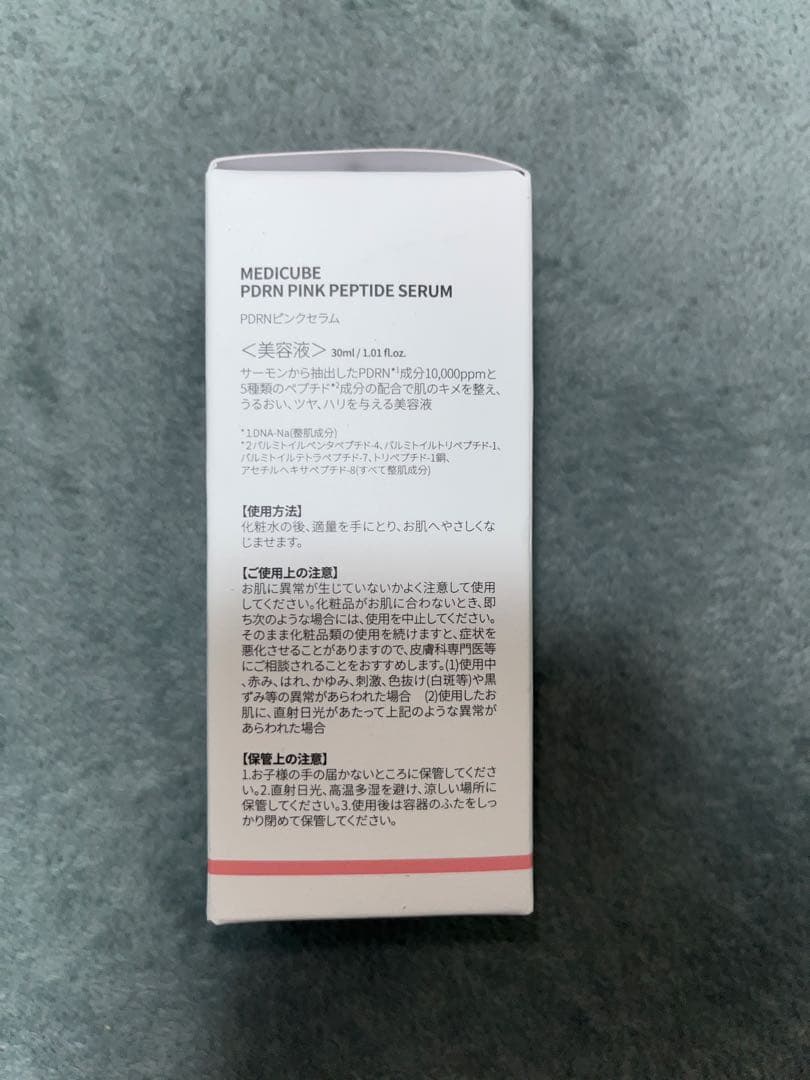 MEDICUBE
PDRN PINK PEPTIDE SERUM
PDRNピンクセラム
＜美容液＞ 30ml / 1.01 fl.oz.
サーモンから抽出したPDRN*1成分10,000ppmと
5種類のペプチド*2成分の配合で肌のキメを整え、
うるおい、ツヤ、ハリを与える美容液
*1.DNA-Na(整肌成分)
*2パルミトイルペンタペプチド-4、パルミトイルトリペプチド-1、
パルミトイルテトラペプチド-7、トリペプチド-1銅、
アセチルヘキサペプチド-8(すべて整肌成分)
【使用方法】
化粧水の後、適量を手にとり、お肌へやさしくな
じませます。
【ご使用上の注意】
お肌に異常が生じていないかよく注意して使用
してください。化粧品がお肌に合わないとき、即
ち次のような場合には、使用を中止してください。
そのまま化粧品類の使用を続けますと、症状を
悪化させることがありますので、皮膚科専門医等
にご相談されることをおすすめします。(1)使用中
、赤み、はれ、かゆみ、刺激、色抜け(白斑等)や黒
ずみ等の異常があらわれた場合　(2)使用したお
肌に、直射日光があたって上記のような異常が
あらわれた場合
【保管上の注意】
1.お子様の手の届かないところに保管してくださ
い。2.直射日光、高温多湿を避け、涼しい場所に
保管してください。3.使用後は容器のふたをしっ
かり閉めて保管してください。